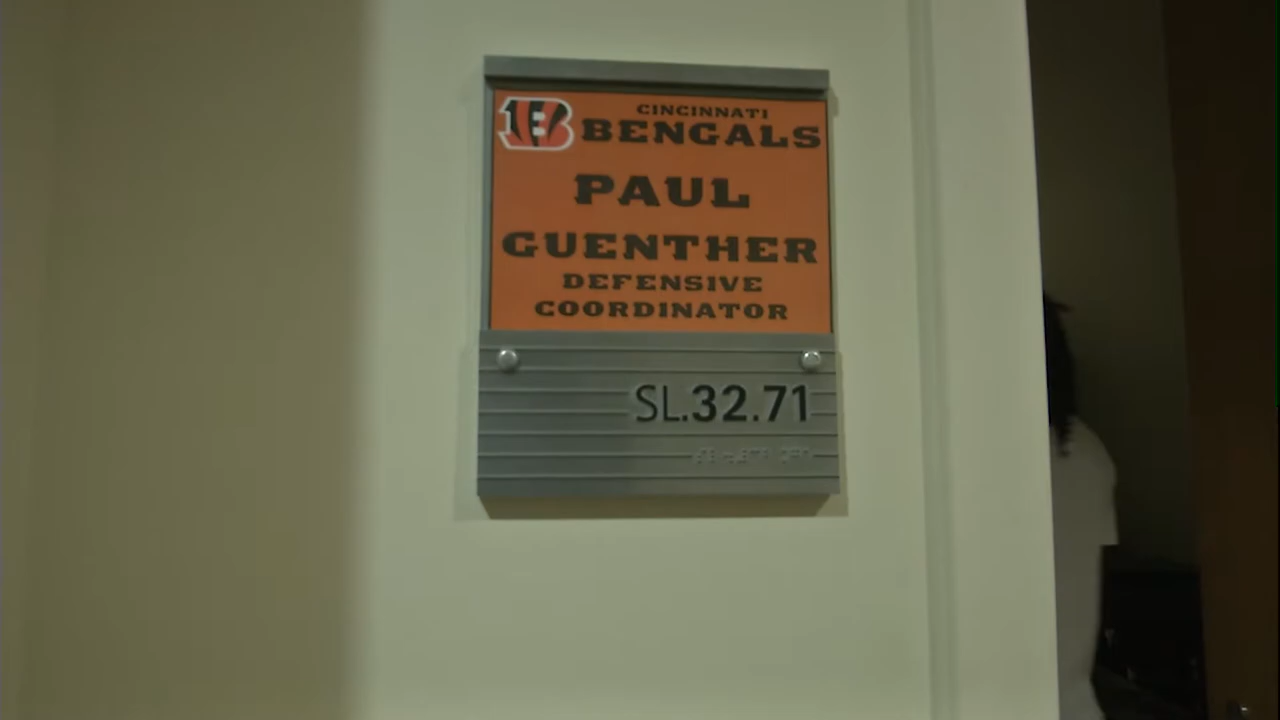 B
CINCINNATI
BENGALS
PAUL
GUENTHER
DEFENSIVE
COORDINATOR
SL.32.71